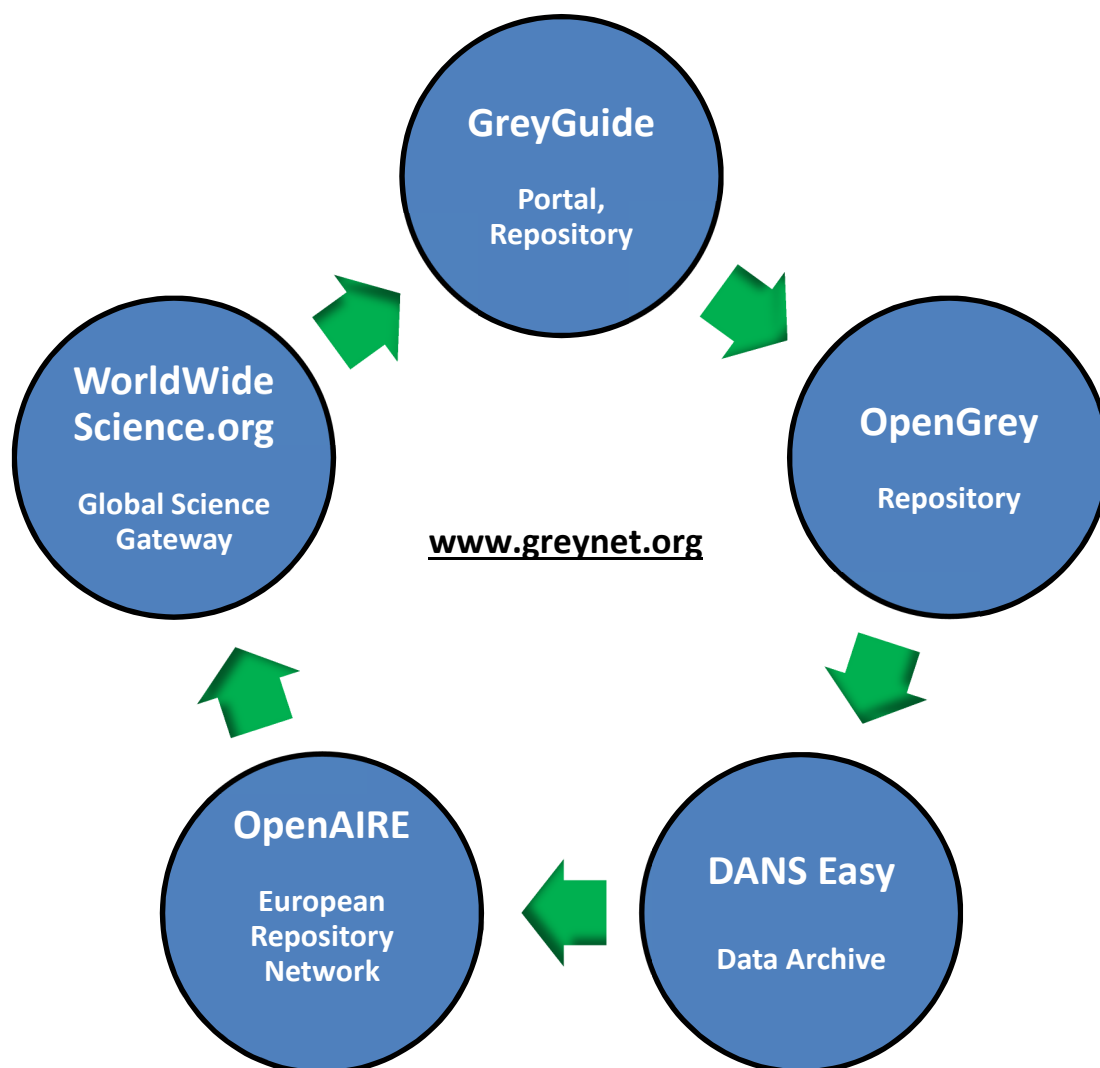 GreyGuide
Portal,
Repository
OpenGrey
Repository
DANS Easy
Data Archive
OpenAIRE
European
Repository
Network
WorldWide
Science.org
Global Science
Gateway
www.greynet.org